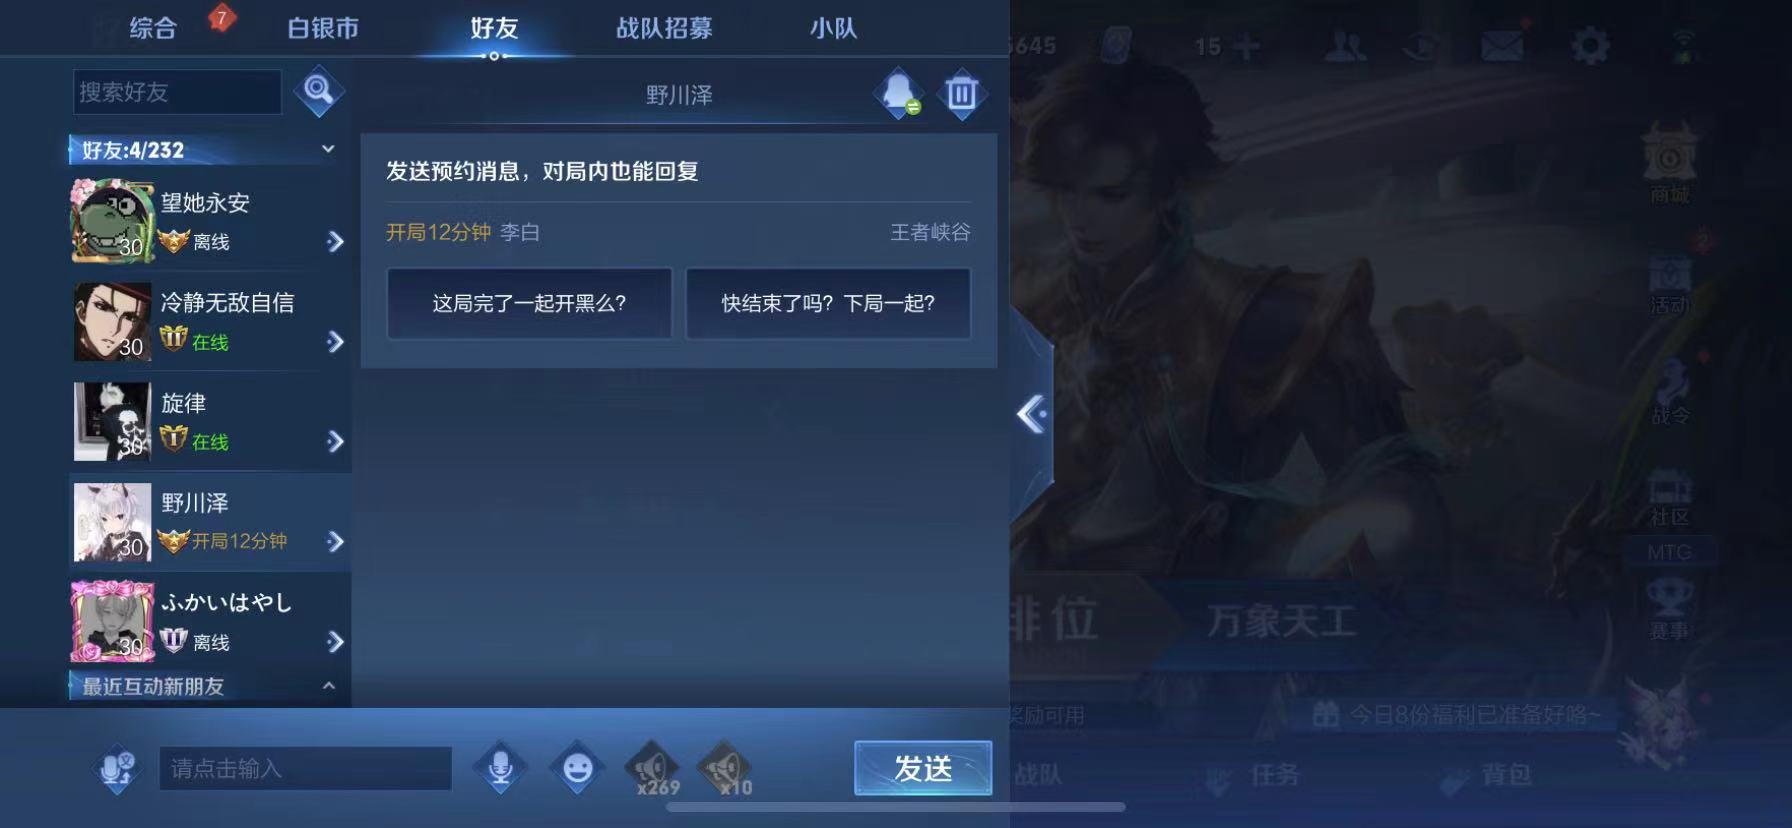 综合
7
白银市
好友
战队招募
小队
搜索好友
好友:4/232
望她永安
30
离线
冷静无敌自信
30
在线
旋律
30
在线
野川泽
30
开局12分钟
ふかいはやし
30
离线
最近互动新朋友
野川泽
发送预约消息，对局内也能回复
开局12分钟 李白
王者峡谷
这局完了一起开黑么?
快结束了吗? 下局一起?
请点击输入
x269
x10
发送
5645
15
商城
2
活动
战令
社区
MTG
赛事
排位
万象天工
奖励可用
今日8份福利已准备好咯~
战队
任务
背包